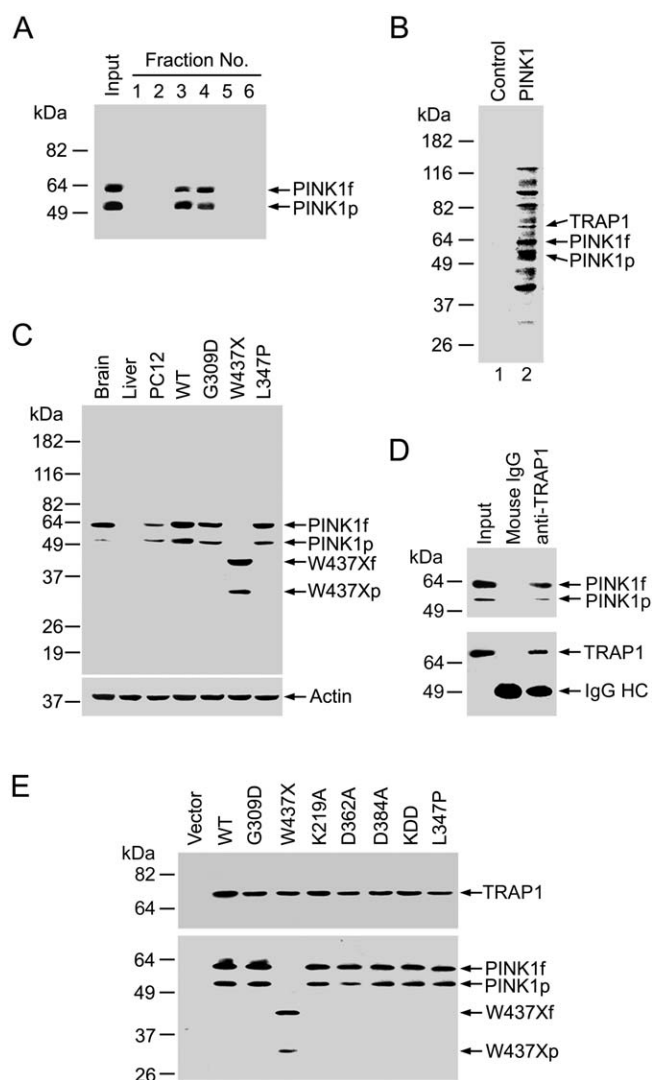 A
Input
Fraction No.
1 2 3 4 5 6
kDa
82
64
49
PINK1f
PINK1p
B
Control
PINK1
kDa
182
116
82
64
49
37
26
TRAP1
PINK1f
PINK1p
1 2
C
Brain
Liver
PC12
WT
G309D
W437X
L347P
kDa
182
116
82
64
49
37
26
19
PINK1f
PINK1p
W437Xf
W437Xp
37
Actin
D
Input
Mouse IgG
anti-TRAP1
kDa
64
49
PINK1f
PINK1p
64
49
TRAP1
IgG HC
E
Vector
WT
G309D
W437X
K219A
D362A
D384A
KDD
L347P
kDa
82
64
TRAP1
64
49
37
26
PINK1f
PINK1p
W437Xf
W437Xp